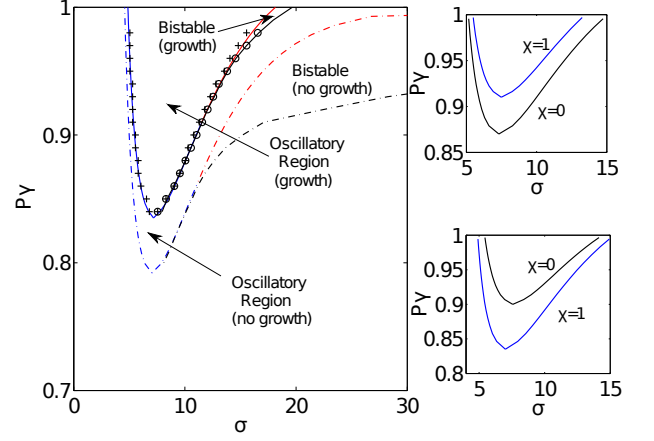 1
0.9
0.8
0.7
0
10
20
30
Pγ
σ
Bistable
(growth)
Bistable
(no growth)
Oscillatory
Region
(growth)
Oscillatory
Region
(no growth)
1
0.95
0.9
0.85
5
10
15
Pγ
σ
χ=1
χ=0
1
0.95
0.9
0.85
0.8
5
10
15
Pγ
σ
χ=0
χ=1